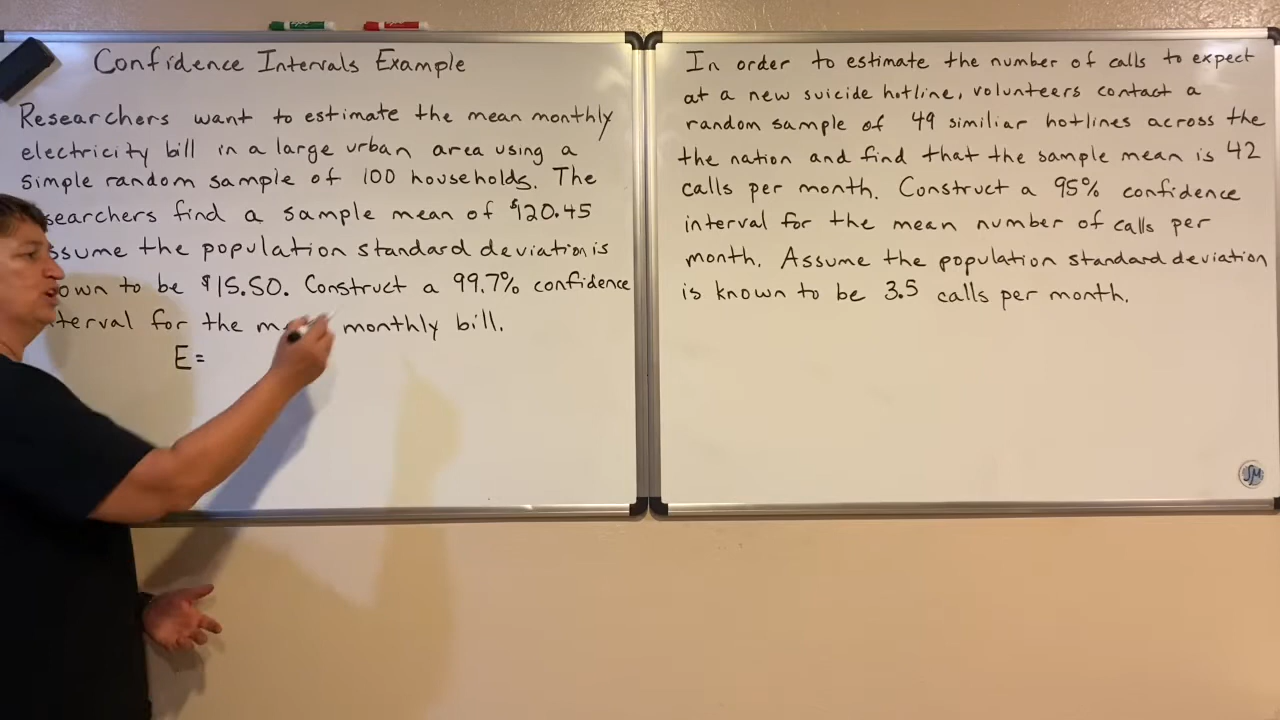 Confidence Intervals Example
Researchers want to estimate the mean monthly
electricity bill in a large urban area using a
simple random sample of 100 households. The
searchers find a sample mean of $120.45
ssume the population standard deviation is
own to be $15.50. Construct a 99.7% confidence
terval for the m monthly bill.
E=
In order to estimate the number of calls to expect
at a new suicide hotline, volunteers contact a
random sample of 49 similiar hotlines across the
the nation and find that the sample mean is 42
calls per month. Construct a 95% confidence
interval for the mean number of calls per
month. Assume the population standard deviation
is known to be 3.5 calls per month.
SM